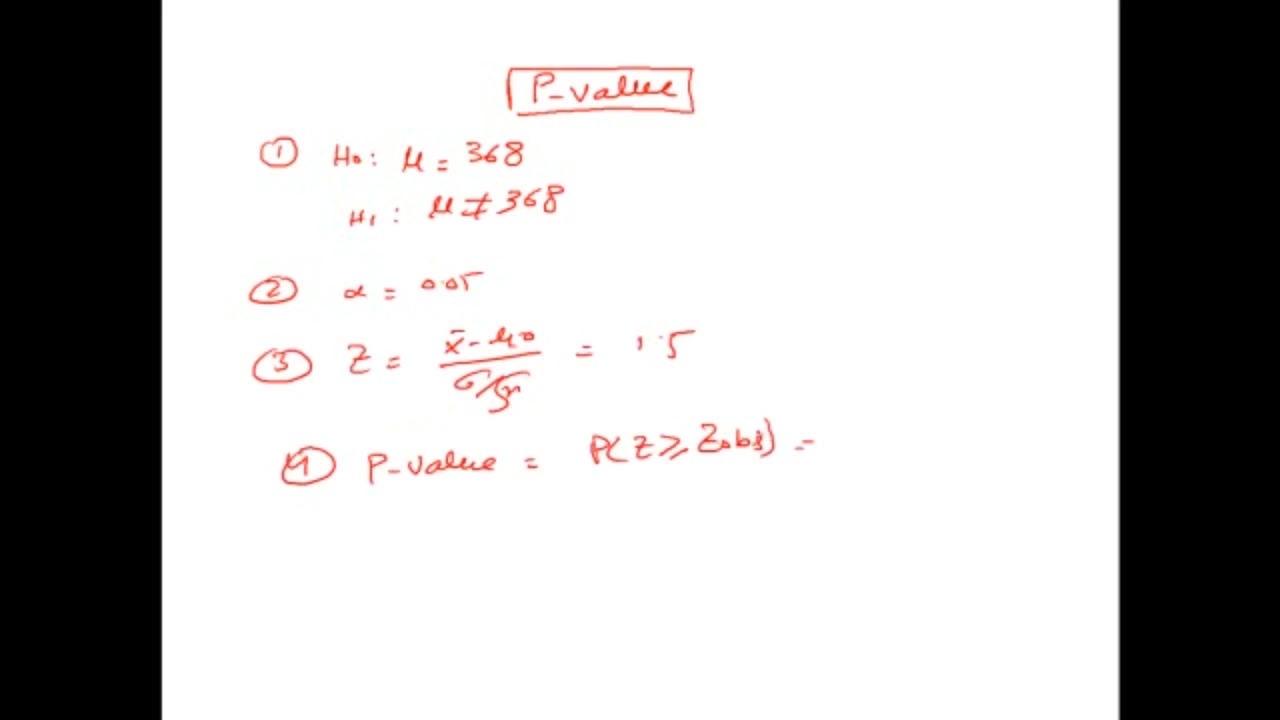 P-value
① H₀: μ = 368
H₁: μ ≠ 368
② α = 0.05
③ Z = x̄ - μ₀ / σ/√n = 1.5
④ P-value = P(Z ≥ Zobs) =